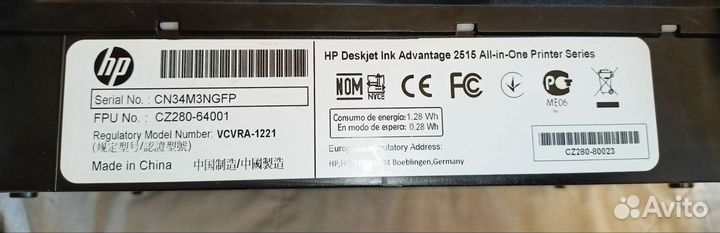 hp
Serial No.: CN34M3NGFP
FPU No.: CZ280-64001
Regulatory Model Number: VCVRA-1221
(规定型号/認證型號)
Made in China 中国制造/中國製造
HP Deskjet Ink Advantage 2515 All-in-One Printer Series
NOM
NYCE
CE
FC
PG
ME06
Consumo de energía: 1.28 Wh
En modo de espera: 0.28 Wh
Regulatory Address:
Boeblingen, Germany
CZ280-80023
Avito